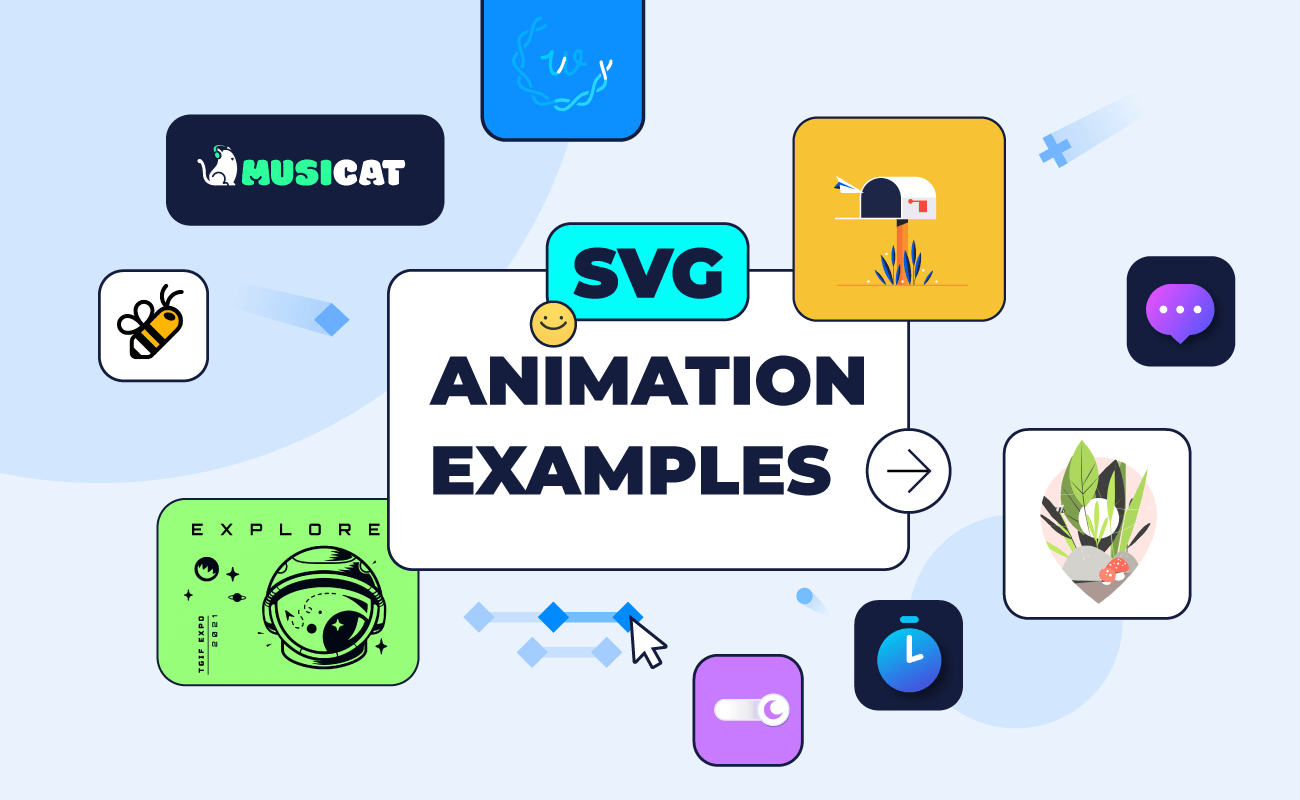 w
MUSICAT
SVG
ANIMATION
EXAMPLES
EXPLORE
TGIF EXPO
2021